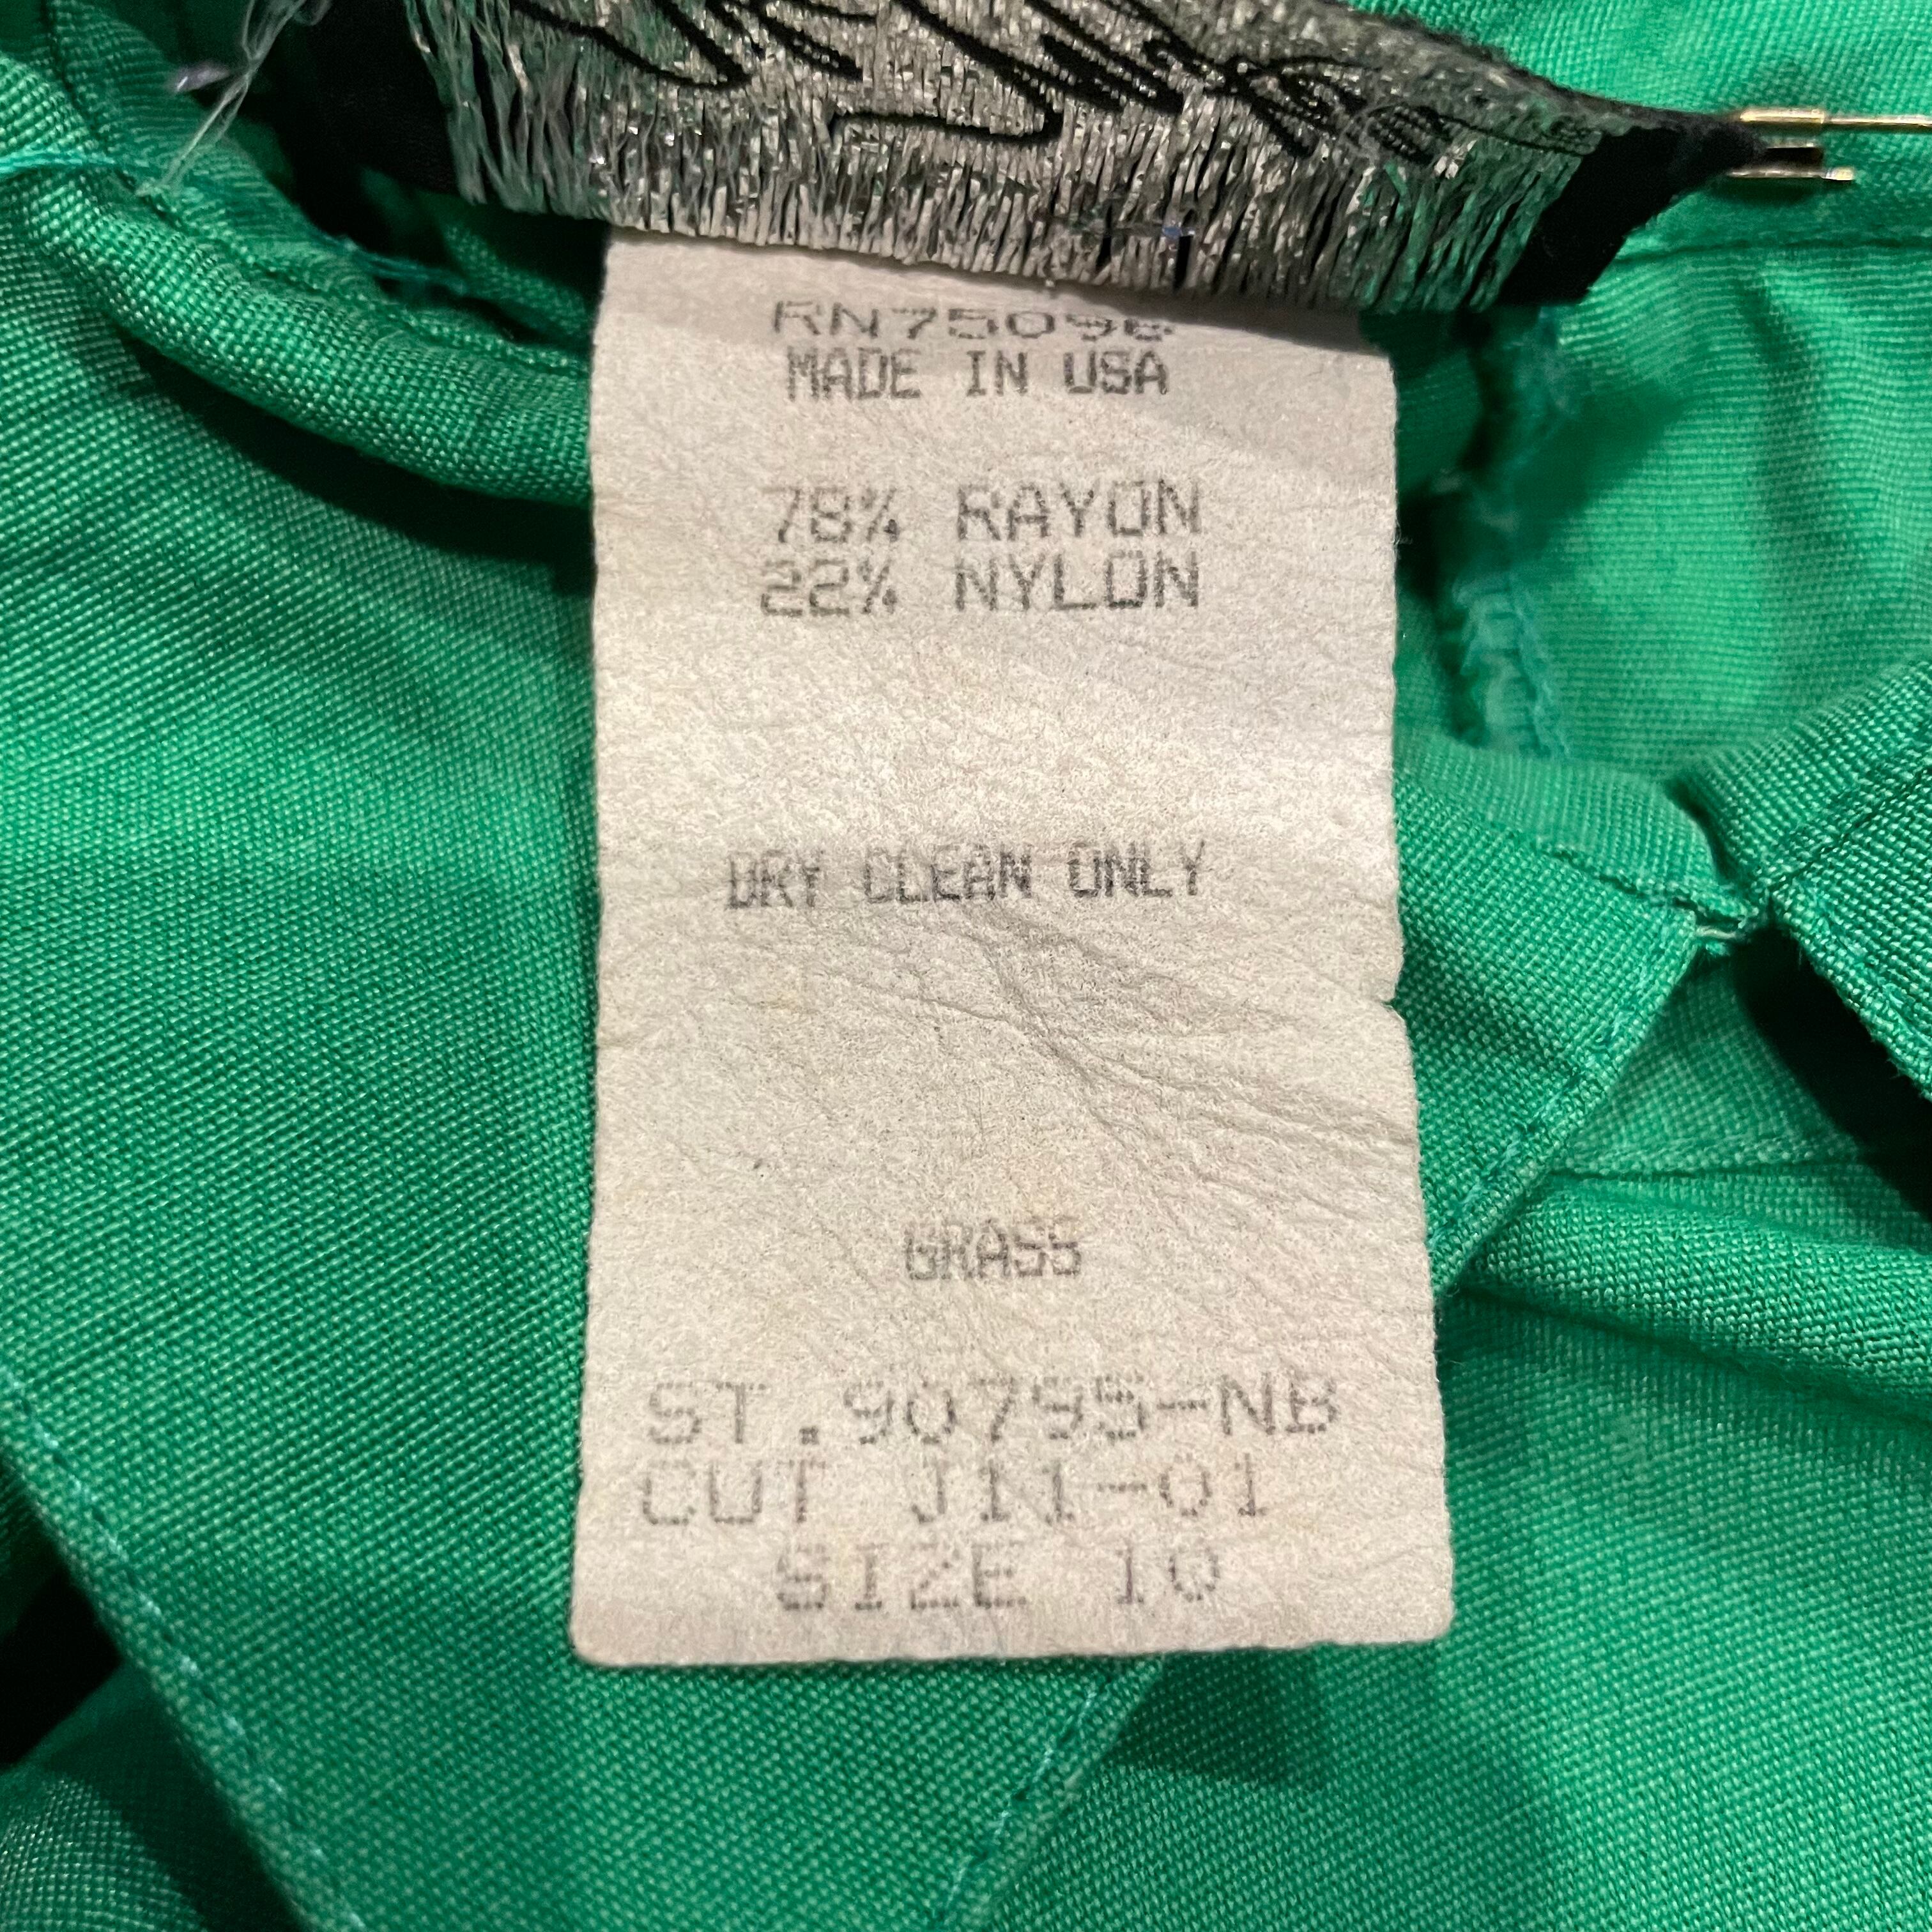 MADE IN USA
78% RAYON
22% NYLON
DRY CLEAN ONLY
GRASS
ST.90795-NB
CUT J11-01
SIZE 10